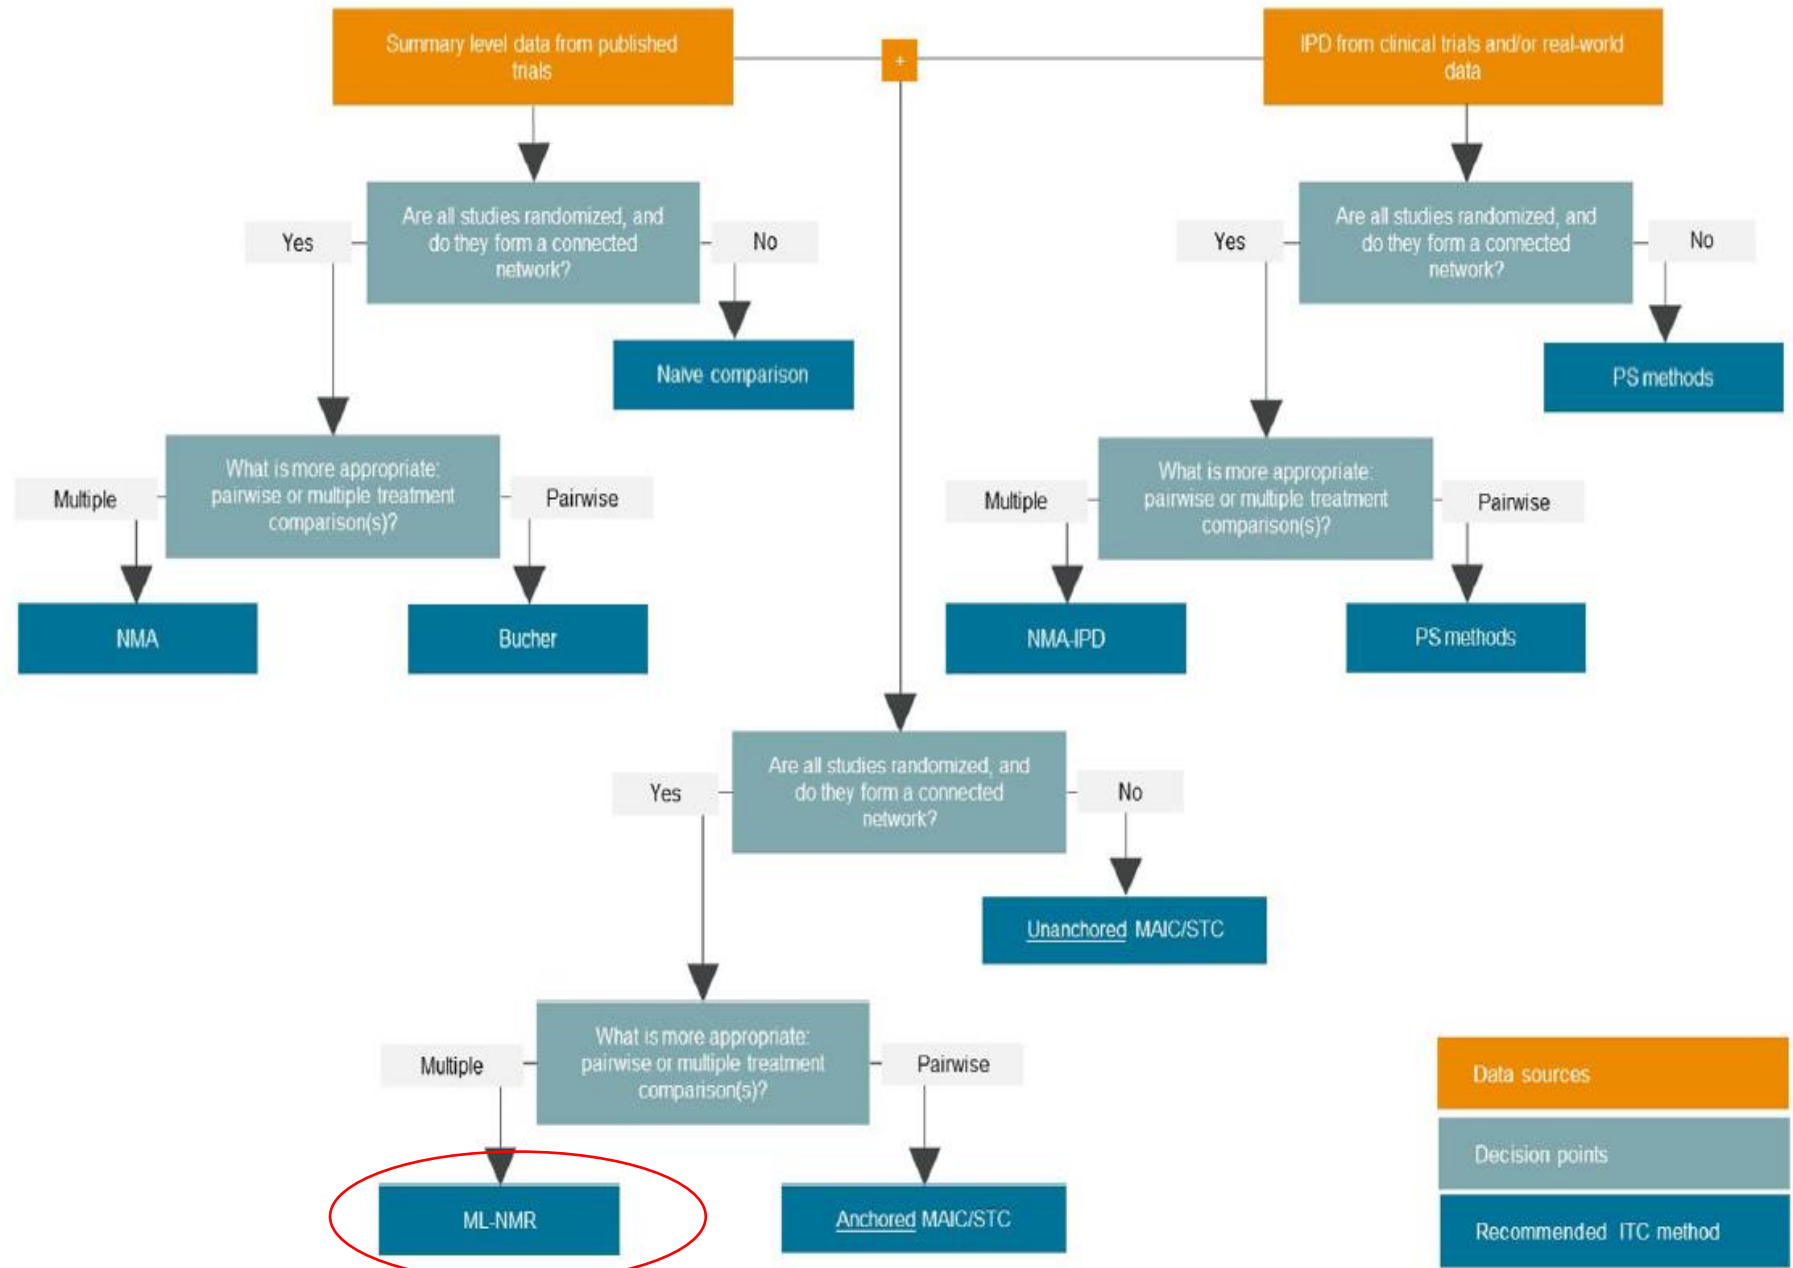 Summary level data from published
trials
+
IPD from clinical trials and/or real-world
data
Are all studies randomized, and
do they form a connected
network?
Yes
No
Naive comparison
Are all studies randomized, and
do they form a connected
network?
Yes
No
PS methods
What is more appropriate:
pairwise or multiple treatment
comparison(s)?
Multiple
Pairwise
NMA
Bucher
What is more appropriate:
pairwise or multiple treatment
comparison(s)?
Multiple
Pairwise
NMA-IPD
PS methods
Are all studies randomized, and
do they form a connected
network?
Yes
No
Unanchored MAIC/STC
What is more appropriate:
pairwise or multiple treatment
comparison(s)?
Multiple
Pairwise
ML-NMR
Anchored MAIC/STC
Data sources
Decision points
Recommended ITC method